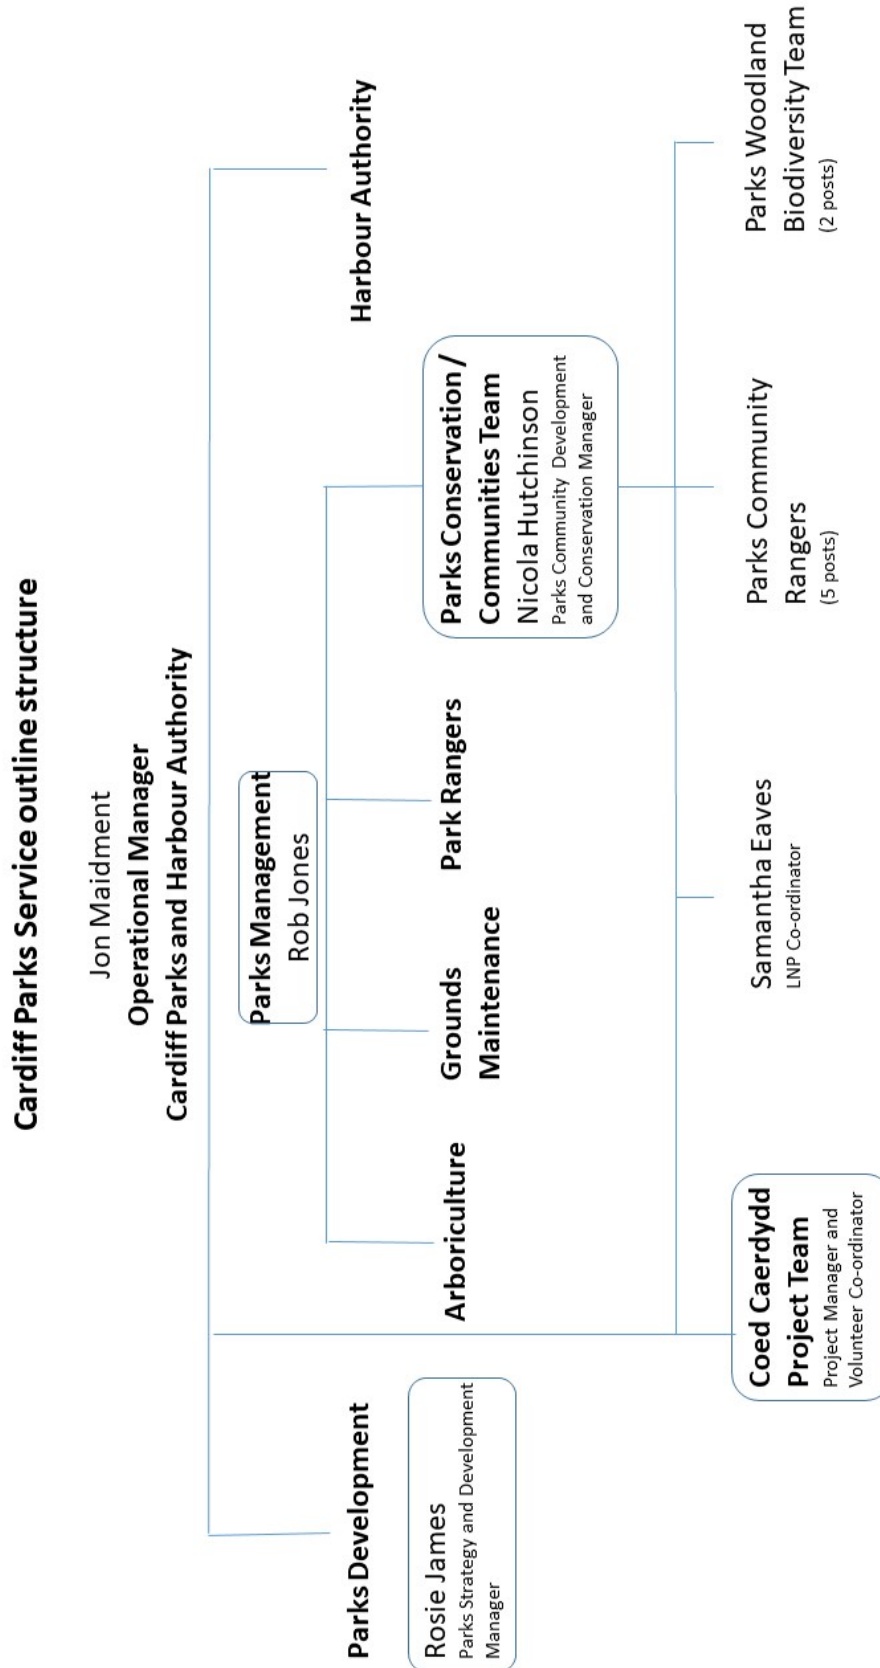 Cardiff Parks Service outline structure
Jon Maidment
Operational Manager
Cardiff Parks and Harbour Authority
Parks Management
Rob Jones
Parks Development
Harbour Authority
Rosie James
Parks Strategy and Development
Manager
Arboriculture
Grounds
Maintenance
Park Rangers
Parks Conservation /
Communities Team
Nicola Hutchinson
Parks Community Development
and Conservation Manager
Coed Caerdydd
Project Team
Project Manager and
Volunteer Co-ordinator
Samantha Eaves
LNP Co-ordinator
Parks Community
Rangers
(5 posts)
Parks Woodland
Biodiversity Team
(2 posts)